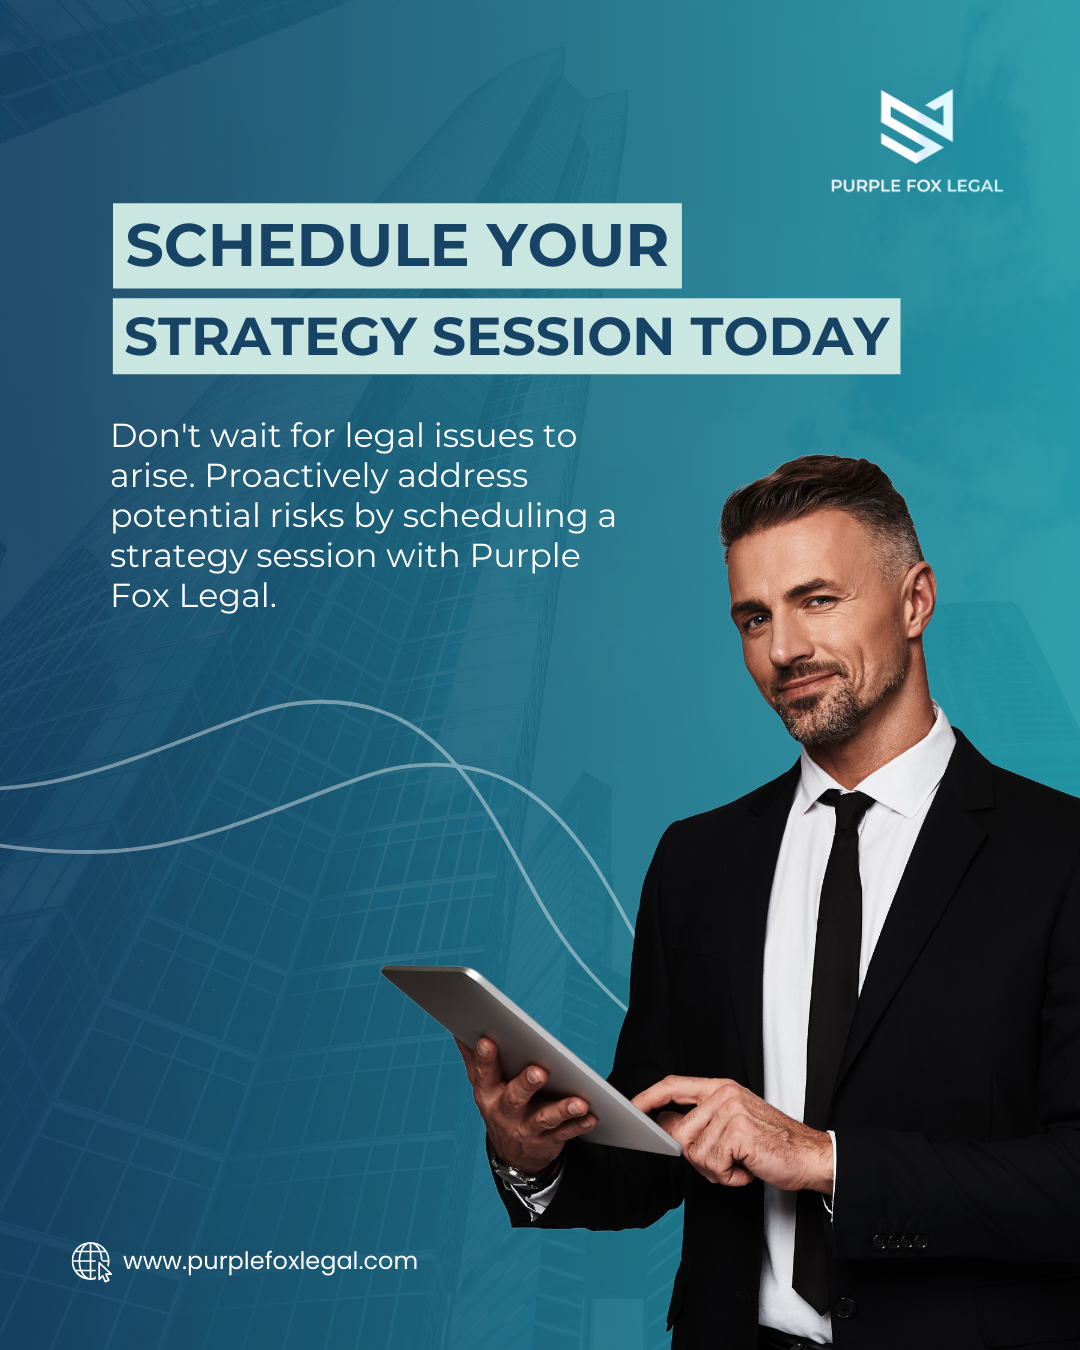 PURPLE FOX LEGAL
SCHEDULE YOUR
STRATEGY SESSION TODAY
Don't wait for legal issues to
arise. Proactively address
potential risks by scheduling a
strategy session with Purple
Fox Legal.
www.purplefoxlegal.com